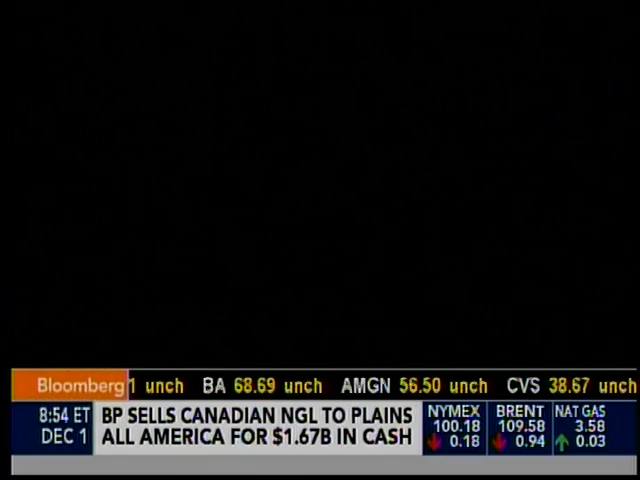 Bloomberg 1 unch BA 68.69 unch AMGN 56.50 unch CVS 38.67 unch
8:54 ET
DEC 1
BP SELLS CANADIAN NGL TO PLAINS
ALL AMERICA FOR $1.67B IN CASH
NYMEX
100.18
0.18
BRENT
109.58
0.94
NAT GAS
3.58
0.03